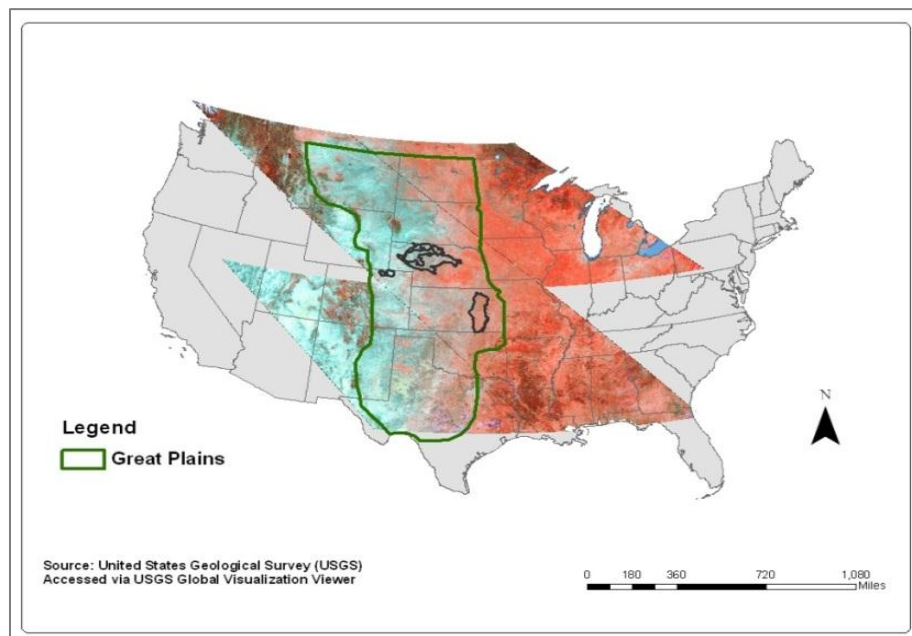 N
Legend
Great Plains
Source: United States Geological Survey (USGS)
Accessed via USGS Global Visualization Viewer
0 180 360 720 1,080
Miles